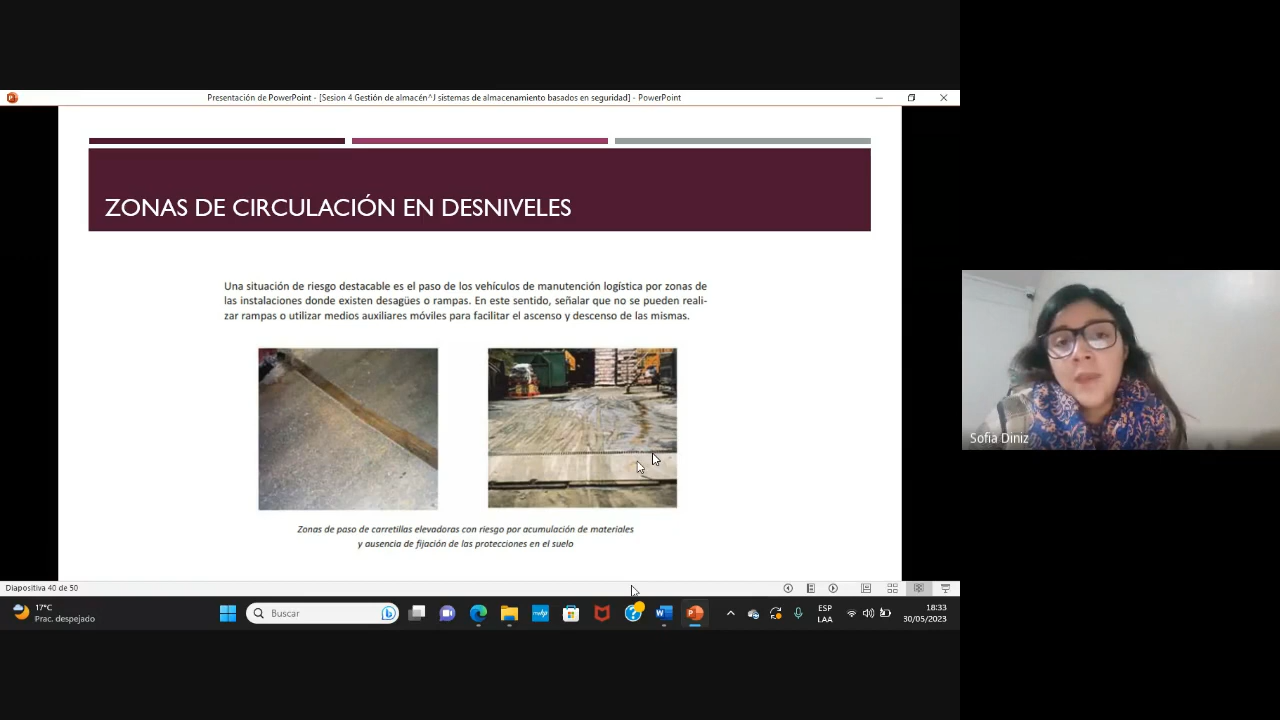 Presentación de PowerPoint - [Sesion 4 Gestión de almacén^J sistemas de almacenamiento basados en seguridad] - PowerPoint
ZONAS DE CIRCULACIÓN EN DESNIVELES
Una situación de riesgo destacable es el paso de los vehículos de manutención logística por zonas de
las instalaciones donde existen desagües o rampas. En este sentido, señalar que no se pueden reali-
zar rampas o utilizar medios auxiliares móviles para facilitar el ascenso y descenso de las mismas.
Zonas de paso de carretillas elevadoras con riesgo por acumulación de materiales
y ausencia de fijación de las protecciones en el suelo
Sofia Diniz
Diapositiva 40 de 50
17°C
Prac. despejado
Buscar
ESP
LAA
18:33
30/05/2023